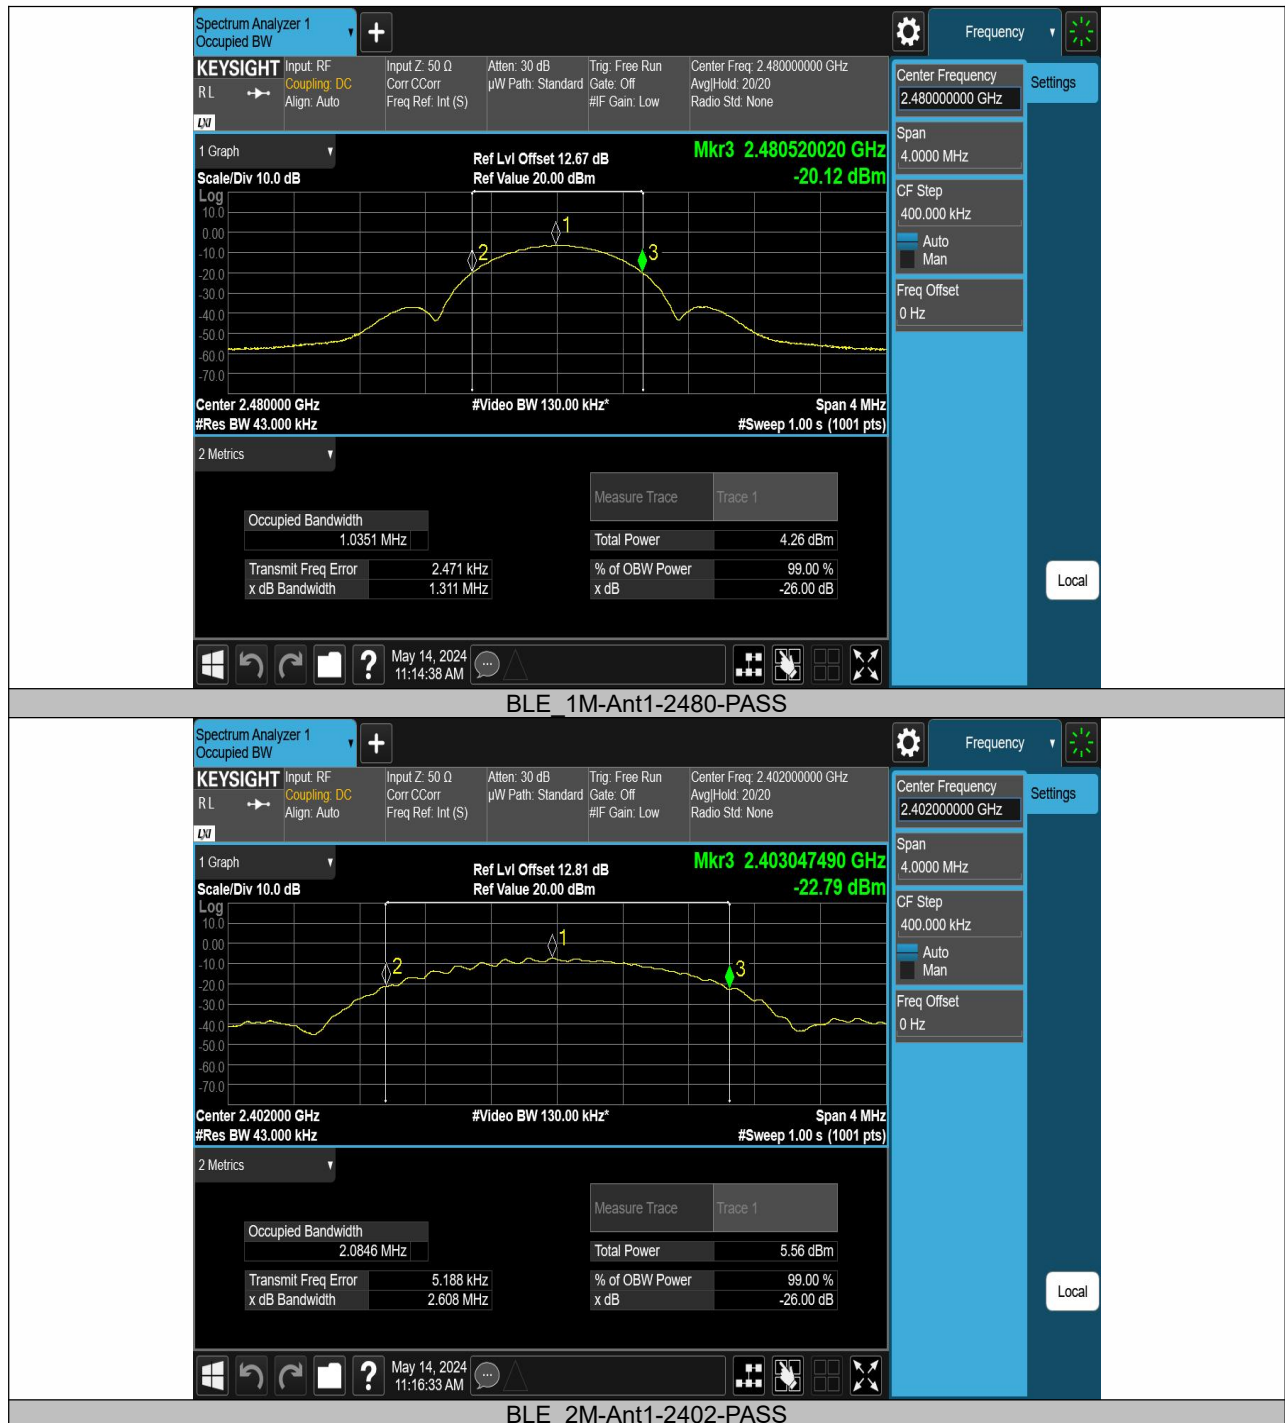 Spectrum Analyzer 1
Occupied BW
Frequency
KEYSIGHT
RL
LXI
Input: RF
Coupling: DC
Align: Auto
Input Z: 50 Ω
Corr CCorr
Freq Ref: Int (S)
Atten: 30 dB
µW Path: Standard
Trig: Free Run
Gate: Off
#IF Gain: Low
Center Freq: 2.480000000 GHz
Avg|Hold: 20/20
Radio Std: None
Center Frequency
2.480000000 GHz
Settings
Span
4.0000 MHz
CF Step
400.000 kHz
Auto
Man
Freq Offset
0 Hz
Local
1 Graph
Scale/Div 10.0 dB
Ref Lvl Offset 12.67 dB
Ref Value 20.00 dBm
Mkr3 2.480520020 GHz
-20.12 dBm
Log
10.0
0.00
-10.0
-20.0
-30.0
-40.0
-50.0
-60.0
-70.0
1
2
3
Center 2.480000 GHz
#Res BW 43.000 kHz
#Video BW 130.00 kHz*
Span 4 MHz
#Sweep 1.00 s (1001 pts)
2 Metrics
Measure Trace Trace 1
Occupied Bandwidth
1.0351 MHz
Total Power 4.26 dBm
Transmit Freq Error 2.471 kHz
% of OBW Power 99.00 %
x dB Bandwidth 1.311 MHz
x dB -26.00 dB
?
May 14, 2024
11:14:38 AM
BLE_1M-Ant1-2480-PASS
Spectrum Analyzer 1
Occupied BW
Frequency
KEYSIGHT
RL
LXI
Input: RF
Coupling: DC
Align: Auto
Input Z: 50 Ω
Corr CCorr
Freq Ref: Int (S)
Atten: 30 dB
µW Path: Standard
Trig: Free Run
Gate: Off
#IF Gain: Low
Center Freq: 2.402000000 GHz
Avg|Hold: 20/20
Radio Std: None
Center Frequency
2.402000000 GHz
Settings
Span
4.0000 MHz
CF Step
400.000 kHz
Auto
Man
Freq Offset
0 Hz
Local
1 Graph
Scale/Div 10.0 dB
Ref Lvl Offset 12.81 dB
Ref Value 20.00 dBm
Mkr3 2.403047490 GHz
-22.79 dBm
Log
10.0
0.00
-10.0
-20.0
-30.0
-40.0
-50.0
-60.0
-70.0
1
2
3
Center 2.402000 GHz
#Res BW 43.000 kHz
#Video BW 130.00 kHz*
Span 4 MHz
#Sweep 1.00 s (1001 pts)
2 Metrics
Measure Trace Trace 1
Occupied Bandwidth
2.0846 MHz
Total Power 5.56 dBm
Transmit Freq Error 5.188 kHz
% of OBW Power 99.00 %
x dB Bandwidth 2.608 MHz
x dB -26.00 dB
?
May 14, 2024
11:16:33 AM
BLE_2M-Ant1-2402-PASS